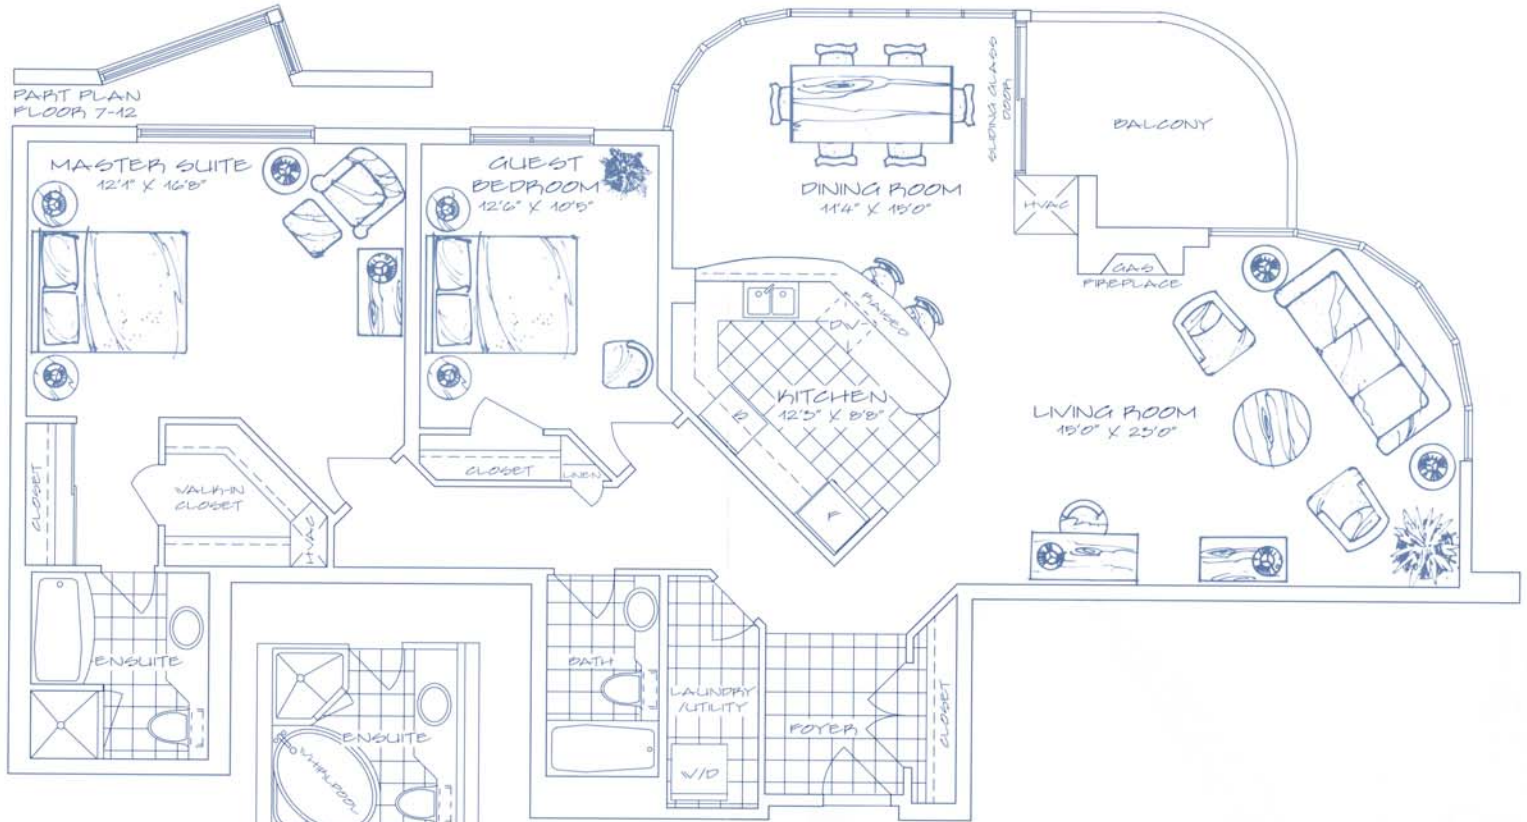 PART PLAN
FLOOR 7-12
MASTER SUITE
12'1" X 16'8"
GUEST
BEDROOM
12'6" X 10'5"
DINING ROOM
11'4" X 15'0"
SLIDING GLASS
DOOR
BALCONY
HVAC
GAS
FIREPLACE
RAISED
DW
KITCHEN
12'3" X 8'8"
S
F
LIVING ROOM
15'0" X 23'0"
CLOSET
WALK-IN
CLOSET
HVAC
CLOSET
LINEN
ENSUITE
ENSUITE
WHIRLPOOL
BATH
LAUNDRY
/UTILITY
W/D
FOYER
CLOSET